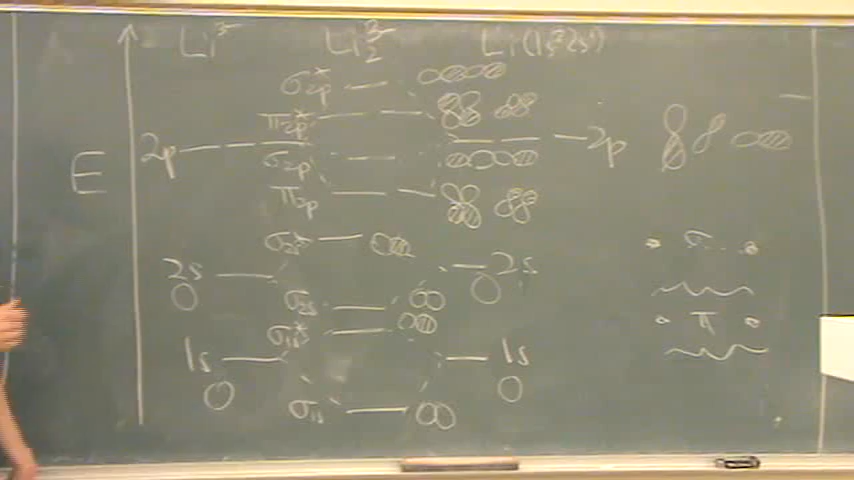 Li Li₂ Li(1s²2s¹)
σ*2p
π*2p
2p 2p
E σ2p
π2p
σ*2s σ
2s 2s
σ2s
σ*1s π
1s 1s
σ1s